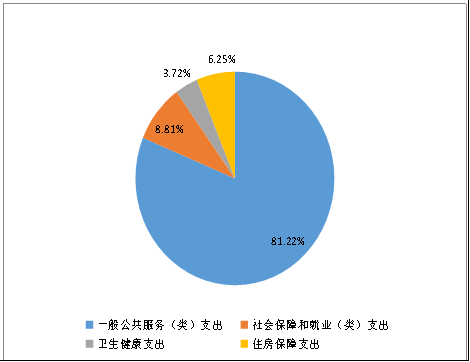 6.25%
3.72%
8.81%
81.22%
一般公共服务（类）支出 社会保障和就业（类）支出
卫生健康支出 住房保障支出